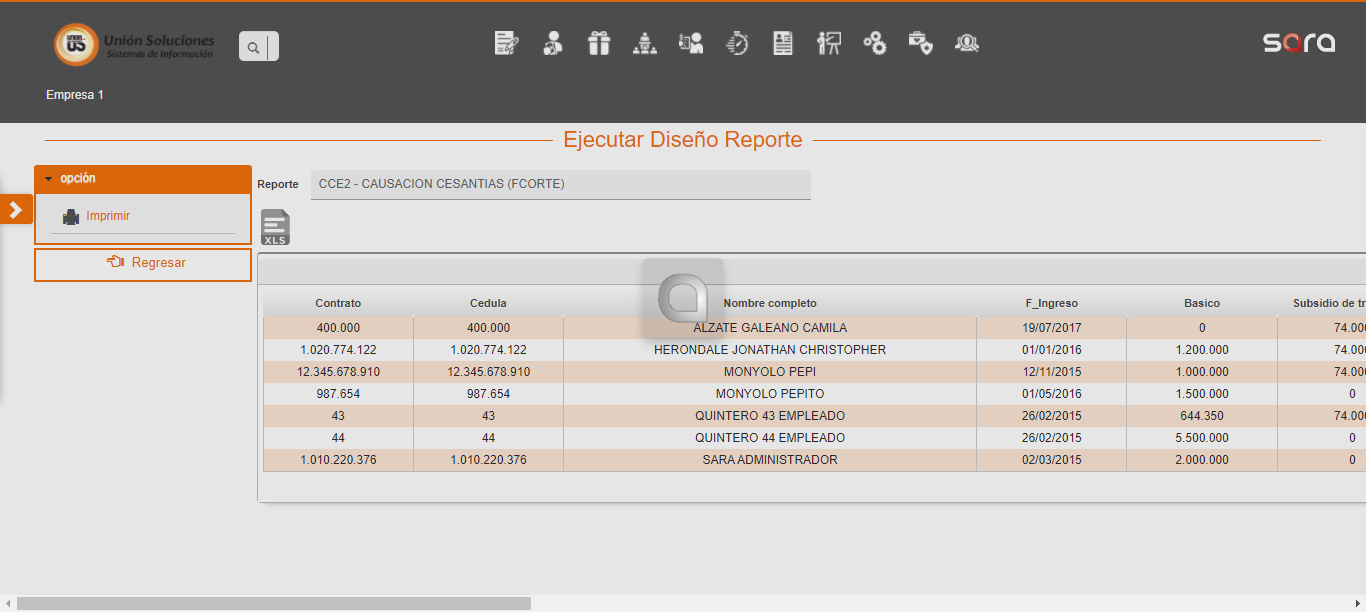 UNION
US
Unión Soluciones
Sistemas de Información
sara
Empresa 1
Ejecutar Diseño Reporte
opción
Imprimir
Regresar
Reporte CCE2 - CAUSACION CESANTIAS (FCORTE)
XLS
Contrato Cedula Nombre completo F_Ingreso Basico Subsidio de tr
400.000 400.000 ALZATE GALEANO CAMILA 19/07/2017 0 74.00
1.020.774.122 1.020.774.122 HERONDALE JONATHAN CHRISTOPHER 01/01/2016 1.200.000 74.00
12.345.678.910 12.345.678.910 MONYOLO PEPI 12/11/2015 1.000.000 74.00
987.654 987.654 MONYOLO PEPITO 01/05/2016 1.500.000 0
43 43 QUINTERO 43 EMPLEADO 26/02/2015 644.350 74.00
44 44 QUINTERO 44 EMPLEADO 26/02/2015 5.500.000 0
1.010.220.376 1.010.220.376 SARA ADMINISTRADOR 02/03/2015 2.000.000 0